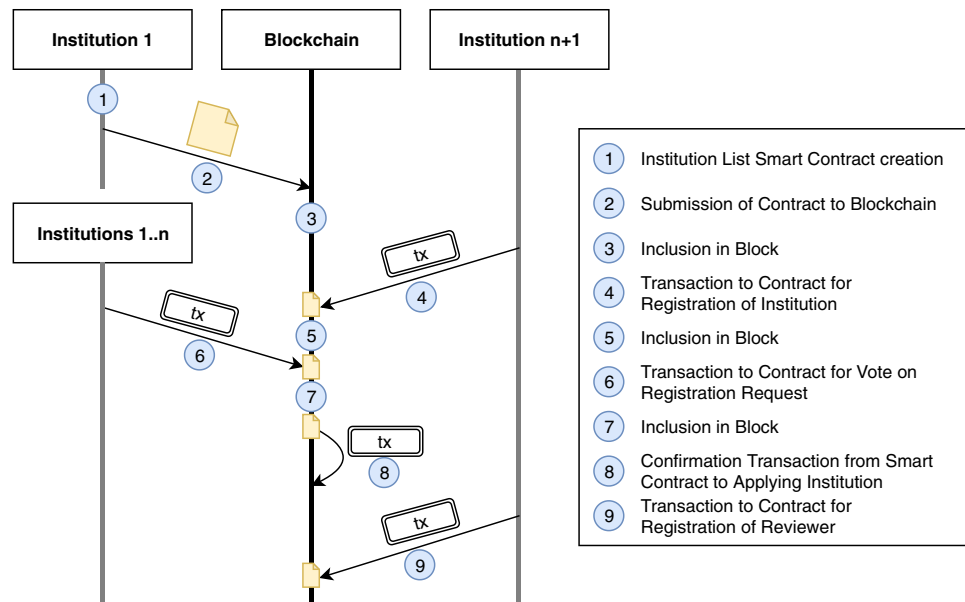 Institution 1
Blockchain
Institution n+1
1
2
3
Institutions 1..n
tx
4
tx
5
6
7
tx
8
tx
9
1 Institution List Smart Contract creation
2 Submission of Contract to Blockchain
3 Inclusion in Block
4 Transaction to Contract for
Registration of Institution
5 Inclusion in Block
6 Transaction to Contract for Vote on
Registration Request
7 Inclusion in Block
8 Confirmation Transaction from Smart
Contract to Applying Institution
9 Transaction to Contract for
Registration of Reviewer